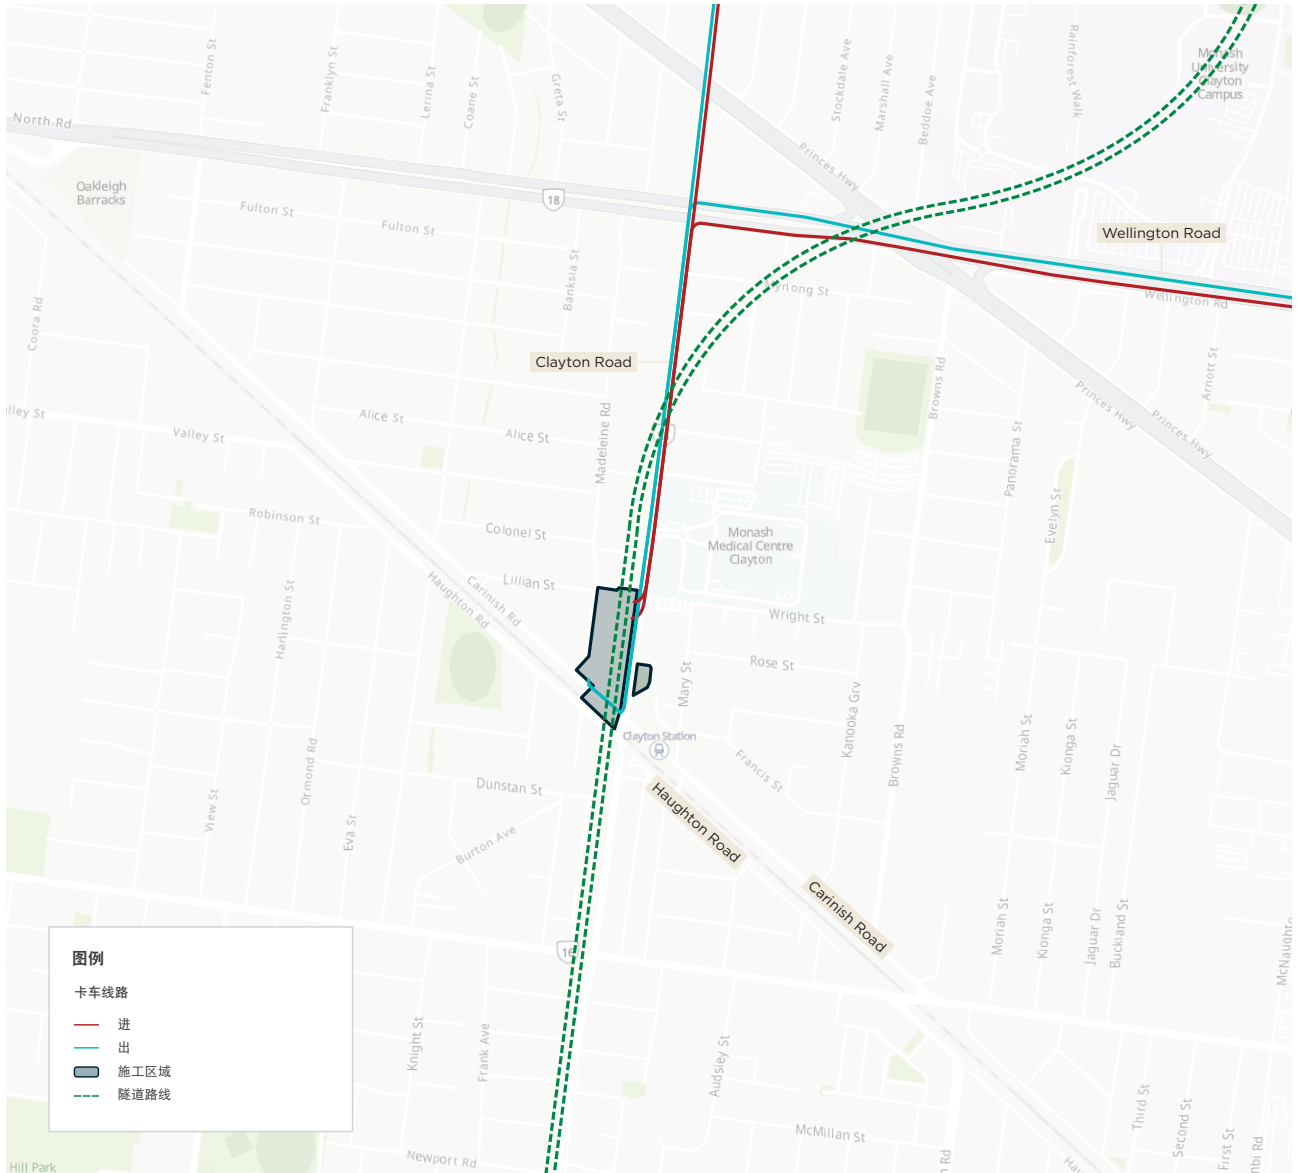 Fenton St
Franklyn St
Lerina St
Coane St
Greta St
Stockdale Ave
Marshall Ave
Beddoe Ave
Rainforest Walk
Monash
University
Clayton
Campus
North Rd
Princes Hwy
Oakleigh
Barracks
18
Fulton St
Fulton St
Wellington Road
Banksia St
Myriong St
Wellington Rd
Coora Rd
Clayton Road
Browns Rd
Arnott St
Princes Hwy
Princes Hwy
alley St
Valley St
Alice St
Alice St
Madeleine Rd
Panorama St
Evelyn St
Robinson St
Colonel St
Monash
Medical Centre
Clayton
Lillian St
Carinish Rd
Haughton Rd
Harlington St
Wright St
Rose St
Mary St
Kanooka Grv
Browns Rd
Moriah St
Kionga St
Jaguar Dr
Clayton Station
Francis St
Ormond Rd
View St
Eva St
Dunstan St
Burton Ave
Haughton Road
Carinish Road
Moriah St
Kionga St
Jaguar Dr
Buckland St
McNaught
16
图例
卡车线路
进
出
施工区域
隧道路线
Knight St
Frank Ave
Audsley St
McMillan St
Third St
Second St
First St
nbi Rd
Hill Park
Newport Rd
n Rd
Hau